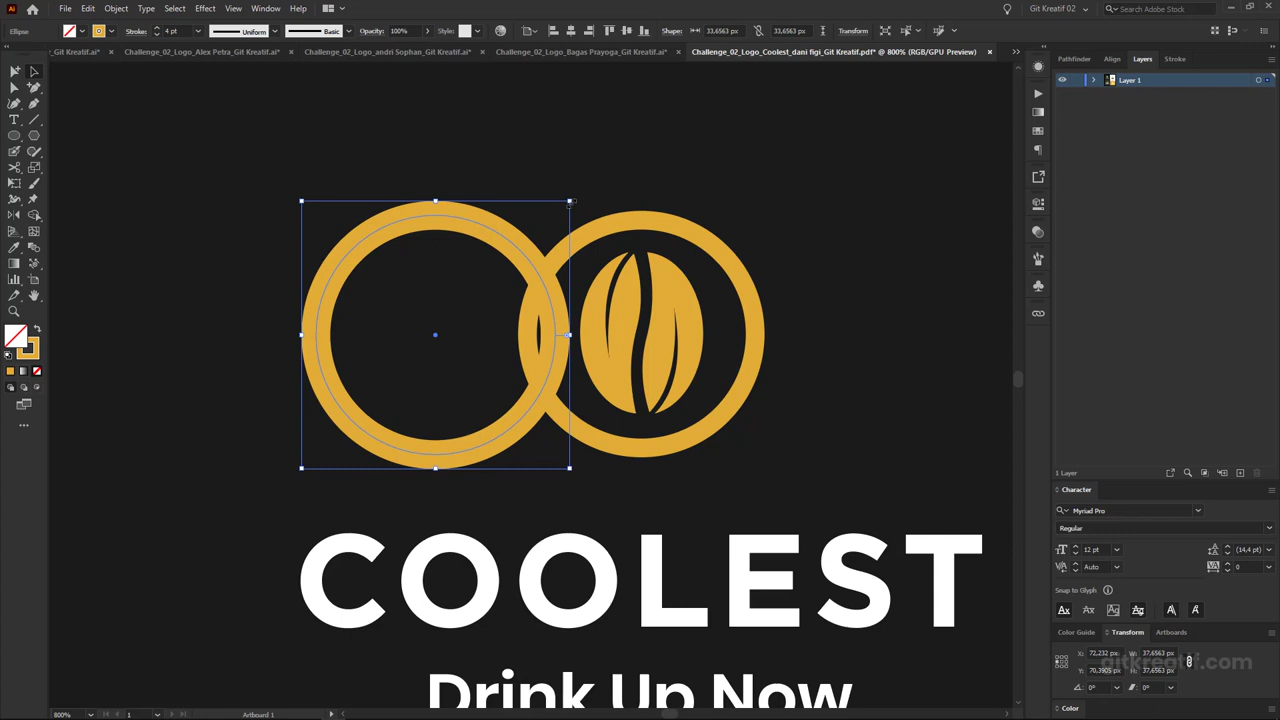 File Edit Object Type Select Effect View Window Help
Git Kreatif 02
Search Adobe Stock
Ellipse
Stroke: 4 pt Uniform Basic Opacity: 100% Style: Shape: 33,6563 px 33,6563 px Transform
_Git Kreatif.ai*
Challenge_02_Logo_Alex Petra_Git Kreatif.ai*
Challenge_02_Logo_andri Sophan_Git Kreatif.ai*
Challenge_02_Logo_Bagas Prayoga_Git Kreatif.ai*
Challenge_02_Logo_Coolest_dani figi_Git Kreatif.pdf* @ 800% (RGB/GPU Preview)
Pathfinder Align Layers Stroke
Layer 1
COOLEST
Drink Up Now
1 Layer
Character
Myriad Pro
Regular
12 pt (14,4 pt)
Auto 0
Snap to Glyph
Color Guide Transform Artboards
X: 72,232 px W: 37,6563 px
Y: 70,3905 px H: 37,6563 px
gitkreatif.com
0° 0°
Color
800% 1 Artboard 1